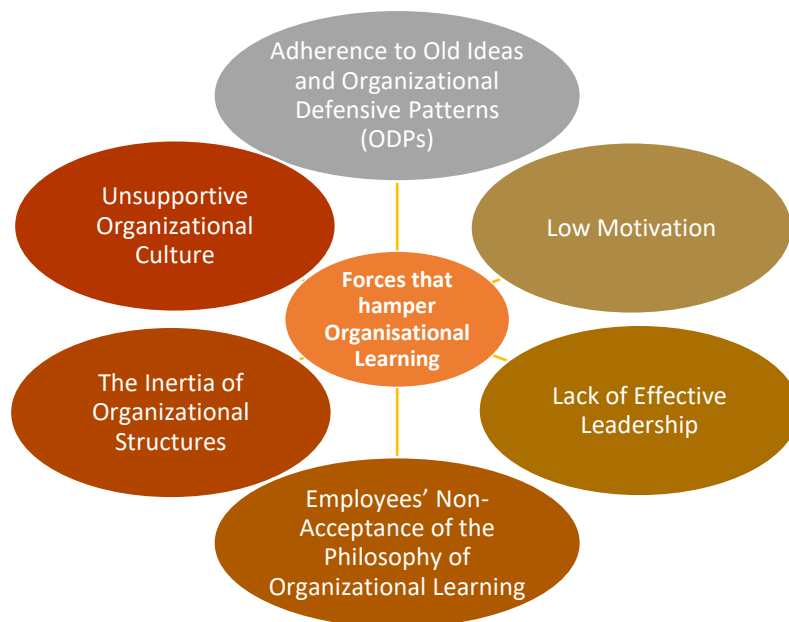 Adherence to Old Ideas
and Organizational
Defensive Patterns
(ODPs)
Low Motivation
Lack of Effective
Leadership
Employees’ Non-
Acceptance of the
Philosophy of
Organizational Learning
The Inertia of
Organizational
Structures
Unsupportive
Organizational
Culture
Forces that
hamper
Organisational
Learning